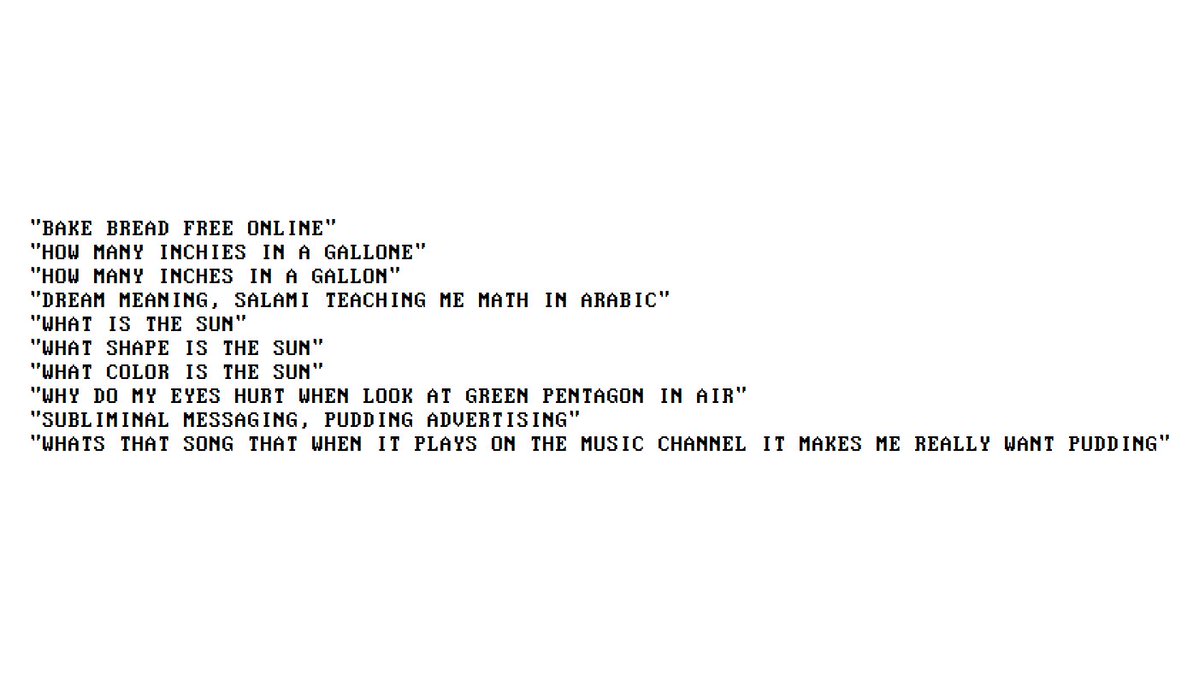 "BAKE BREAD FREE ONLINE"
"HOW MANY INCHIES IN A GALLONE"
"HOW MANY INCHES IN A GALLON"
"DREAM MEANING, SALAMI TEACHING ME MATH IN ARABIC"
"WHAT IS THE SUN"
"WHAT SHAPE IS THE SUN"
"WHAT COLOR IS THE SUN"
"WHY DO MY EYES HURT WHEN LOOK AT GREEN PENTAGON IN AIR"
"SUBLIMINAL MESSAGING, PUDDING ADVERTISING"
"WHATS THAT SONG THAT WHEN IT PLAYS ON THE MUSIC CHANNEL IT MAKES ME REALLY WANT PUDDING"